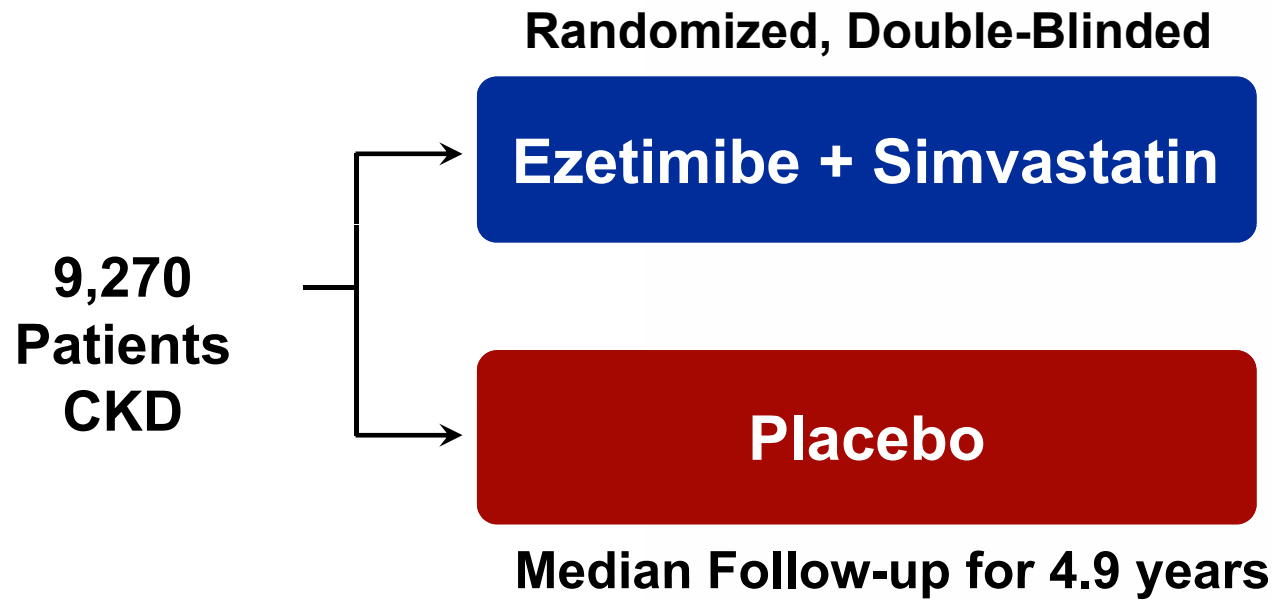 Randomized, Double-Blinded
Ezetimibe + Simvastatin
9,270
Patients
CKD
Placebo
Median Follow-up for 4.9 years